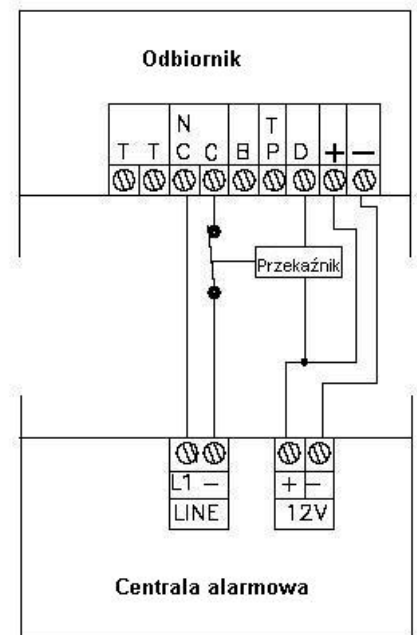 Odbiornik
N T
T T C C B P D + −
Przekaźnik
L1 − + −
LINE 12V
Centrala alarmowa